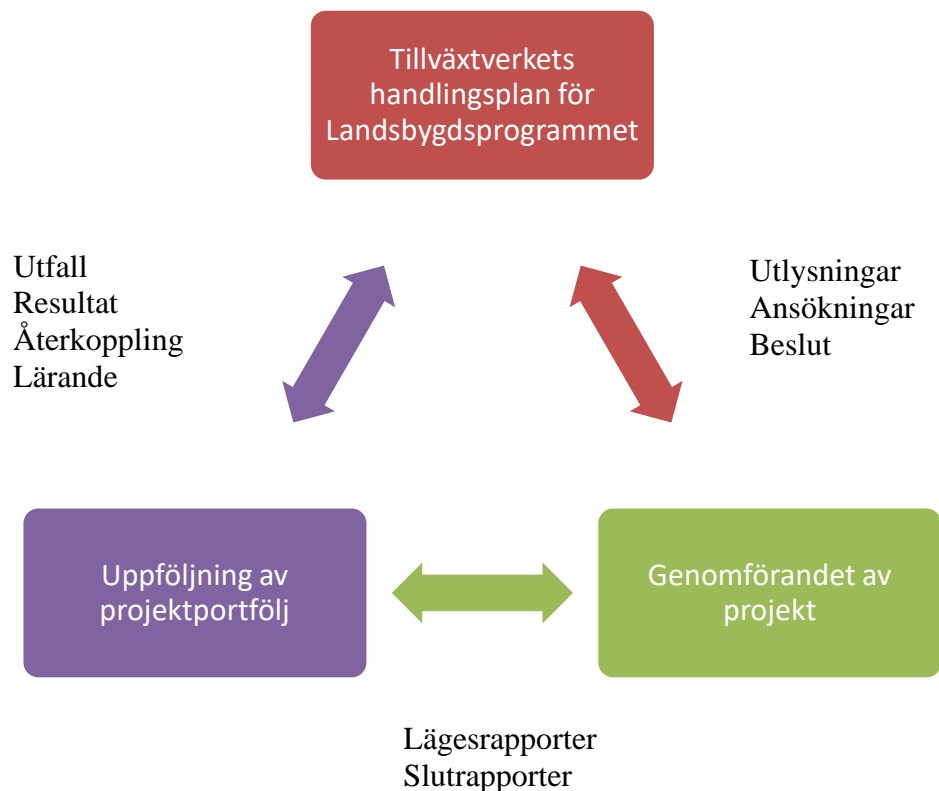 Tillväxtverkets
handlingsplan för
Landsbygdsprogrammet
Utfall
Resultat
Återkoppling
Lärande
Utlysningar
Ansökningar
Beslut
Uppföljning av
projektportfölj
Genomförandet av
projekt
Lägesrapporter
Slutrapporter